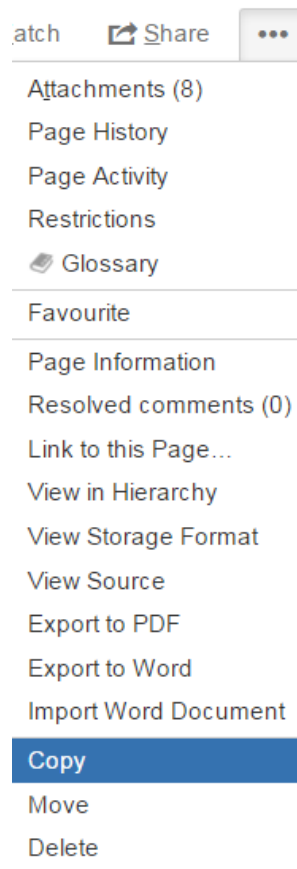 atch Share •••
Attachments (8)
Page History
Page Activity
Restrictions
Glossary
Favourite
Page Information
Resolved comments (0)
Link to this Page...
View in Hierarchy
View Storage Format
View Source
Export to PDF
Export to Word
Import Word Document
Copy
Move
Delete